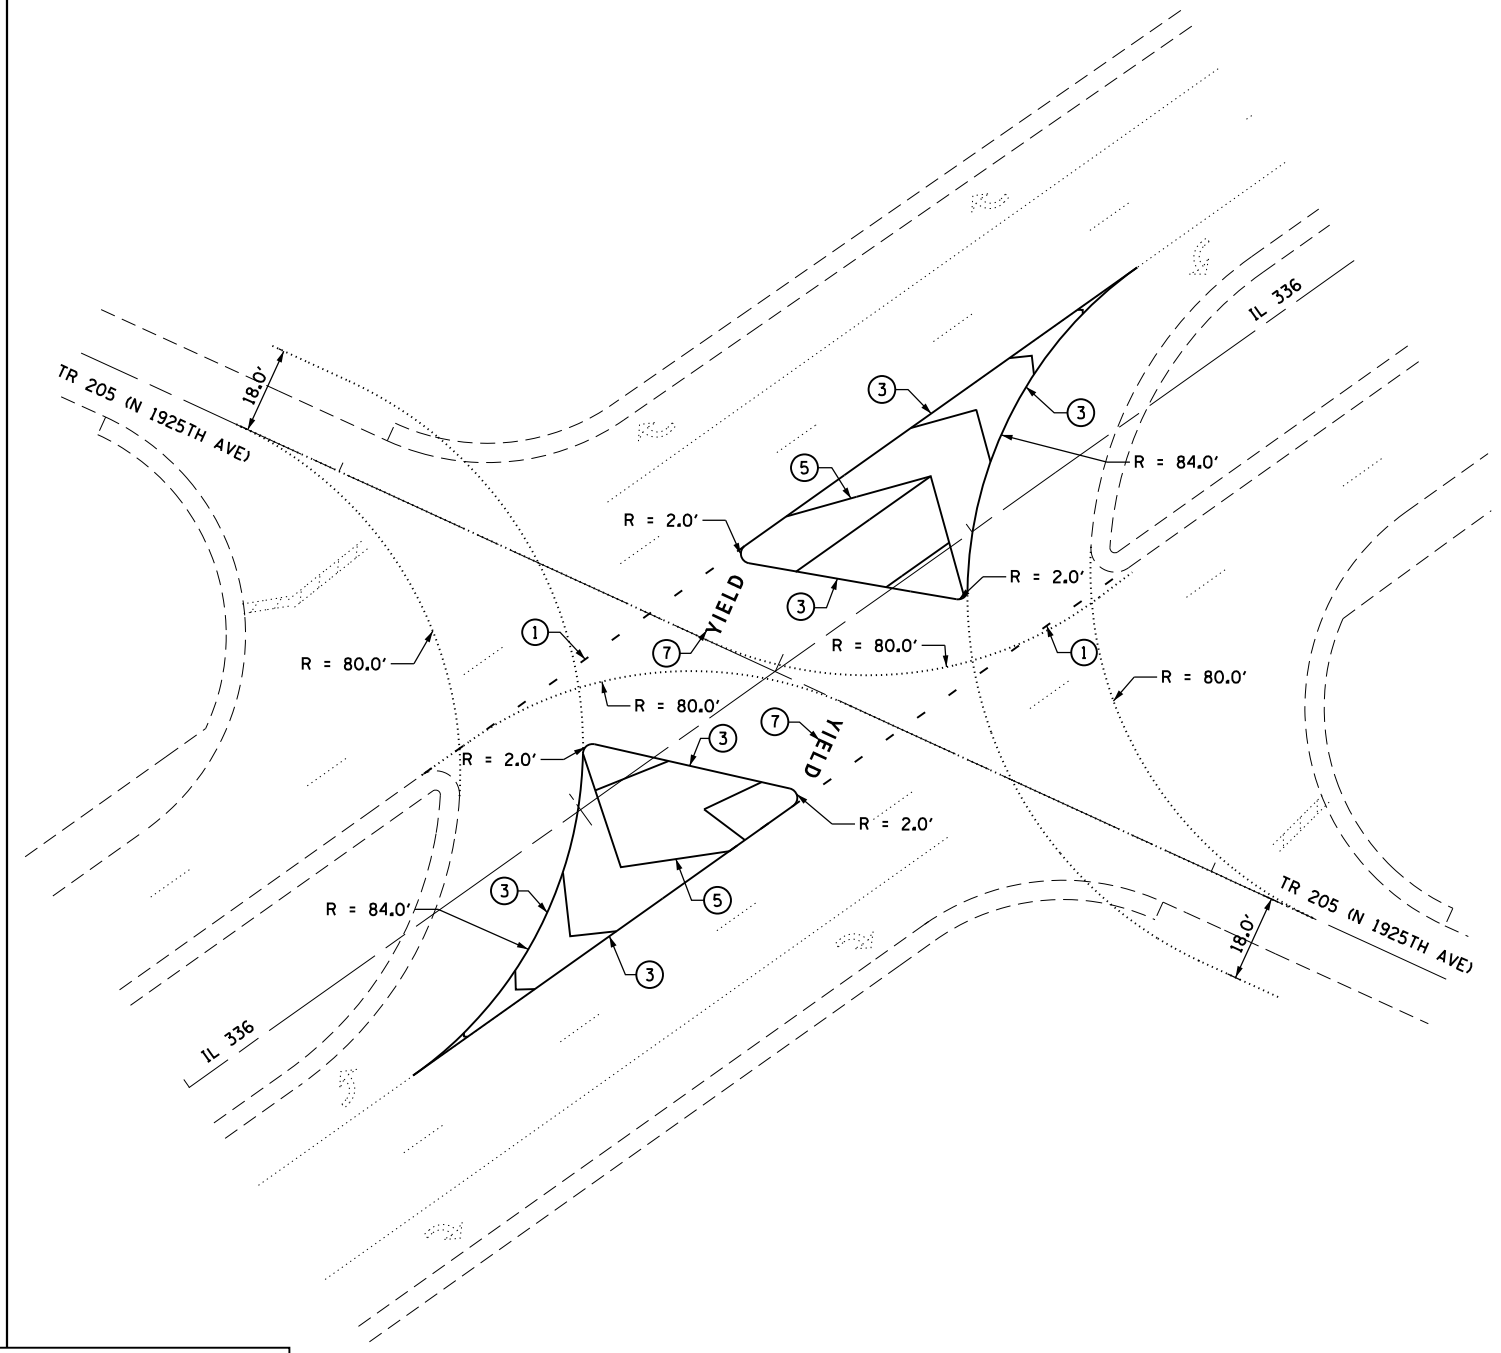 IL 336
18.0'
TR 205 (N 1925TH AVE)
3
3
R = 84.0'
5
R = 2.0'
R = 2.0'
YIELD
3
1
7
R = 80.0'
1
R = 80.0'
R = 80.0'
R = 80.0'
7
YIELD
3
R = 2.0'
R = 2.0'
3
5
R = 84.0'
TR 205 (N 1925TH AVE)
18.0'
3
IL 336